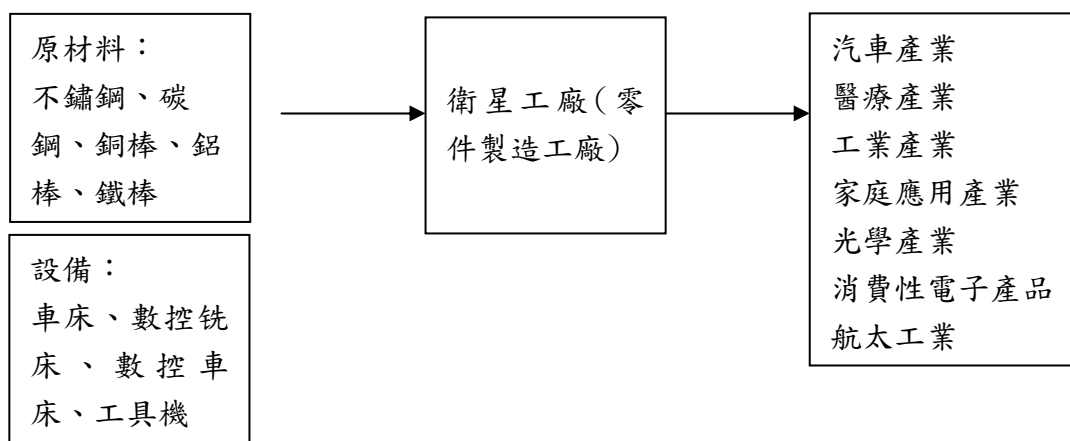 原材料：
不鏽鋼、碳
鋼、銅棒、鋁
棒、鐵棒
設備：
車床、數控铣
床、數控車
床、工具機
衛星工廠(零
件製造工廠)
汽車產業
醫療產業
工業產業
家庭應用產業
光學產業
消費性電子產品
航太工業